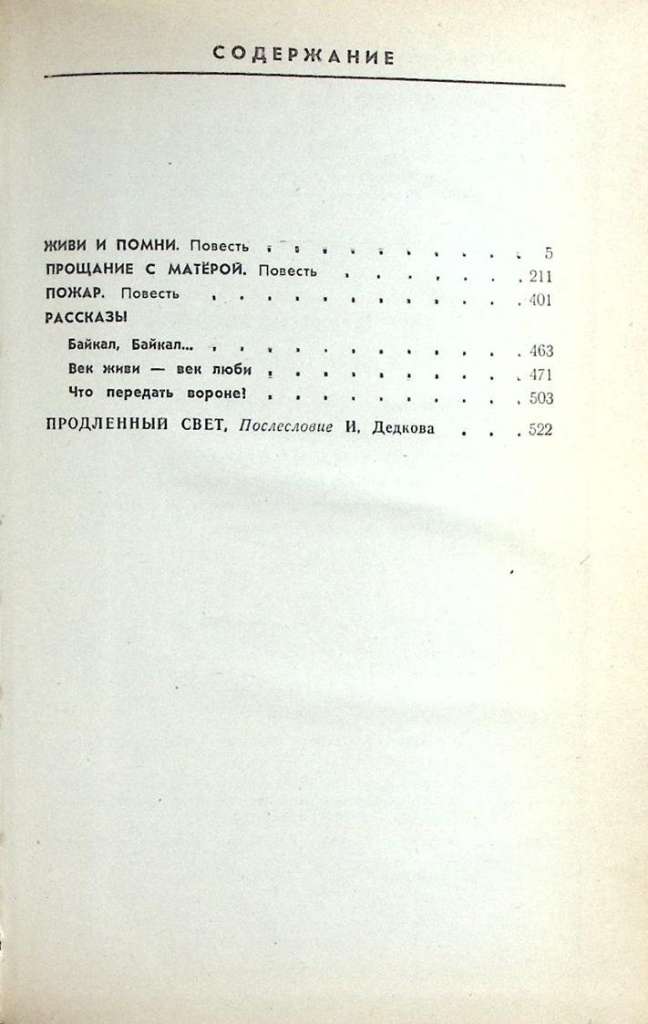 СОДЕРЖАНИЕ
ЖИВИ И ПОМНИ. Повесть . . . . . . . . . . 5
ПРОЩАНИЕ С МАТЁРОЙ. Повесть . . . . . . . 211
ПОЖАР. Повесть . . . . . . . . . . . . 401
РАССКАЗЫ
Байкал, Байкал... . . . . . . . . . . . . 463
Век живи — век люби . . . . . . . . . . 471
Что передать вороне? . . . . . . . . . . 503
ПРОДЛЕННЫЙ СВЕТ. Послесловие И. Дедкова . . . 522